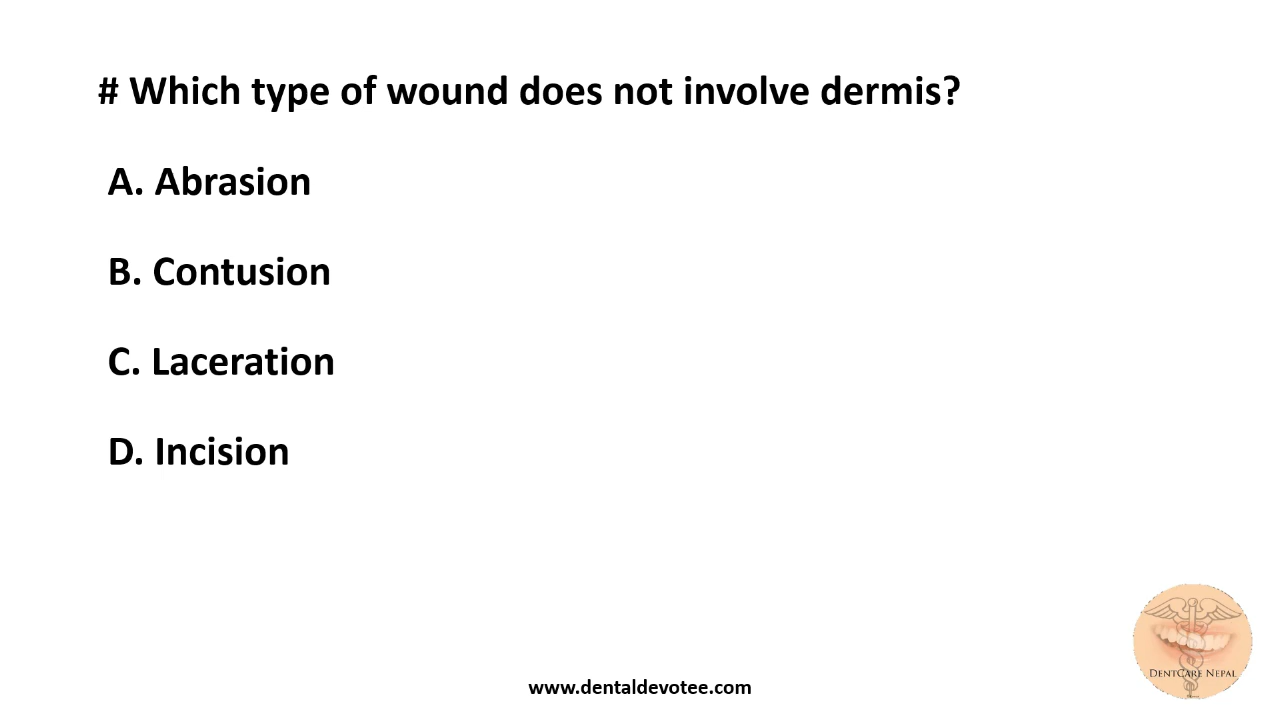 # Which type of wound does not involve dermis?
A. Abrasion
B. Contusion
C. Laceration
D. Incision
DentCare Nepal
www.dentaldevotee.com